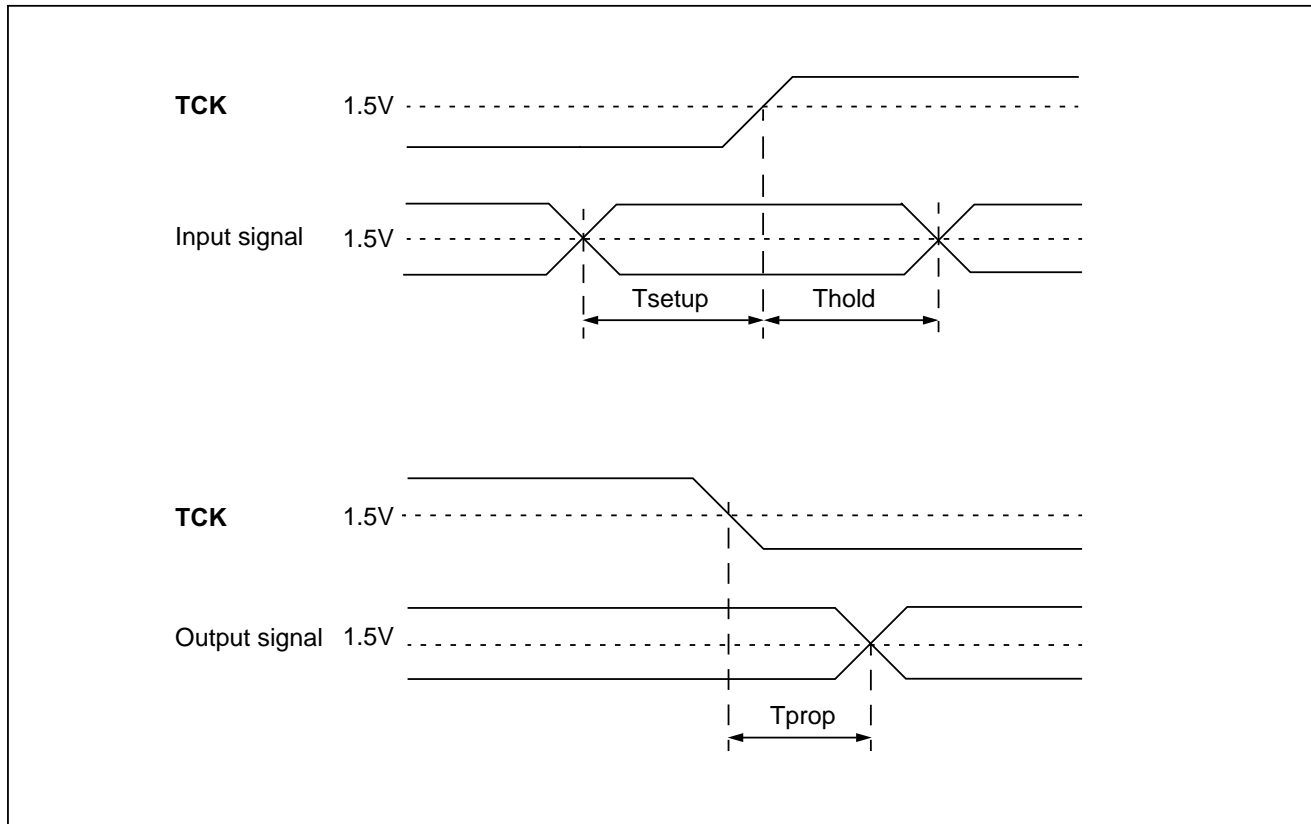 TCK 1.5V
Input signal 1.5V
Tsetup Thold
TCK 1.5V
Output signal 1.5V
Tprop